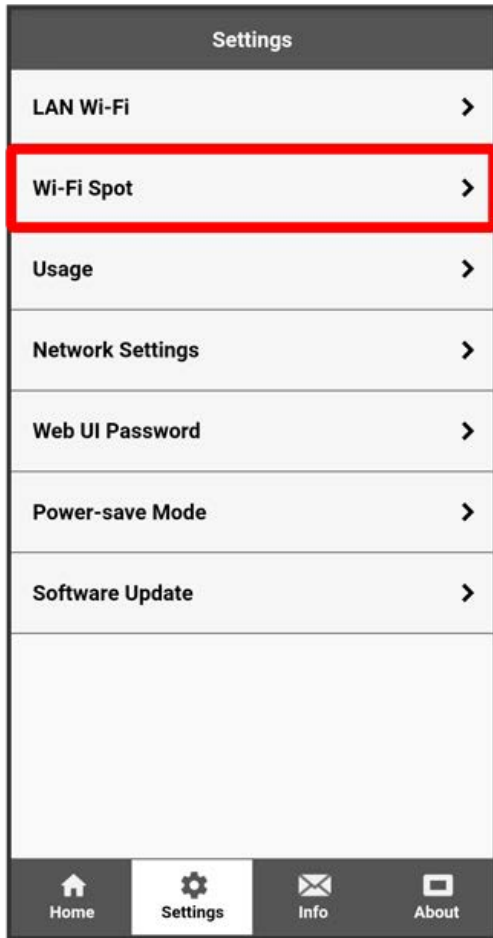 Settings
LAN Wi-Fi
Wi-Fi Spot
Usage
Network Settings
Web UI Password
Power-save Mode
Software Update
Home Settings Info About